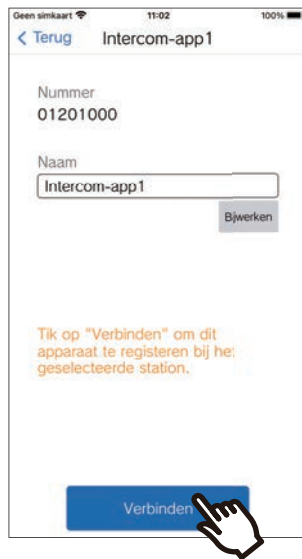 Geen simkaart 11:02 100%
Terug Intercom-app1
Nummer
01201000
Naam
Intercom-app1
Bijwerken
Tik op "Verbinden" om dit
apparaat te registeren bij het
geselecteerde station.
Verbinden